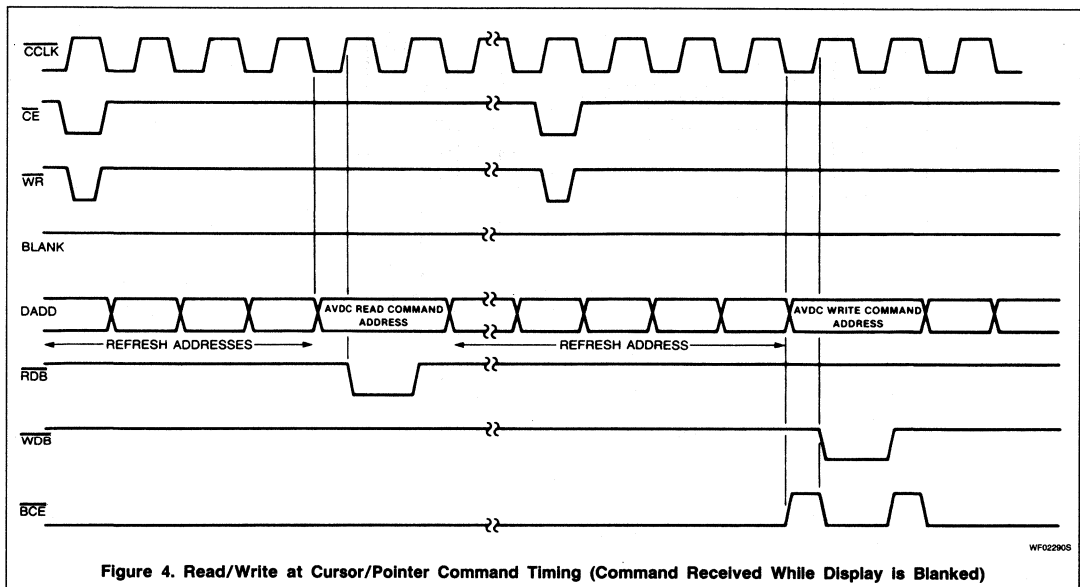 CCLK
CE
WR
BLANK
DADD
AVDC READ COMMAND
ADDRESS
AVDC WRITE COMMAND
ADDRESS
REFRESH ADDRESSES
REFRESH ADDRESS
RDB
WDB
BCE
WF02290S
Figure 4. Read/Write at Cursor/Pointer Command Timing (Command Received While Display is Blanked)